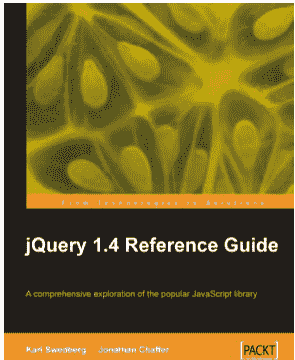 From Technologies to Solutions
jQuery 1.4 Reference Guide
A comprehensive exploration of the popular JavaScript library
Karl Swedberg Jonathan Chaffer
[PACKT]